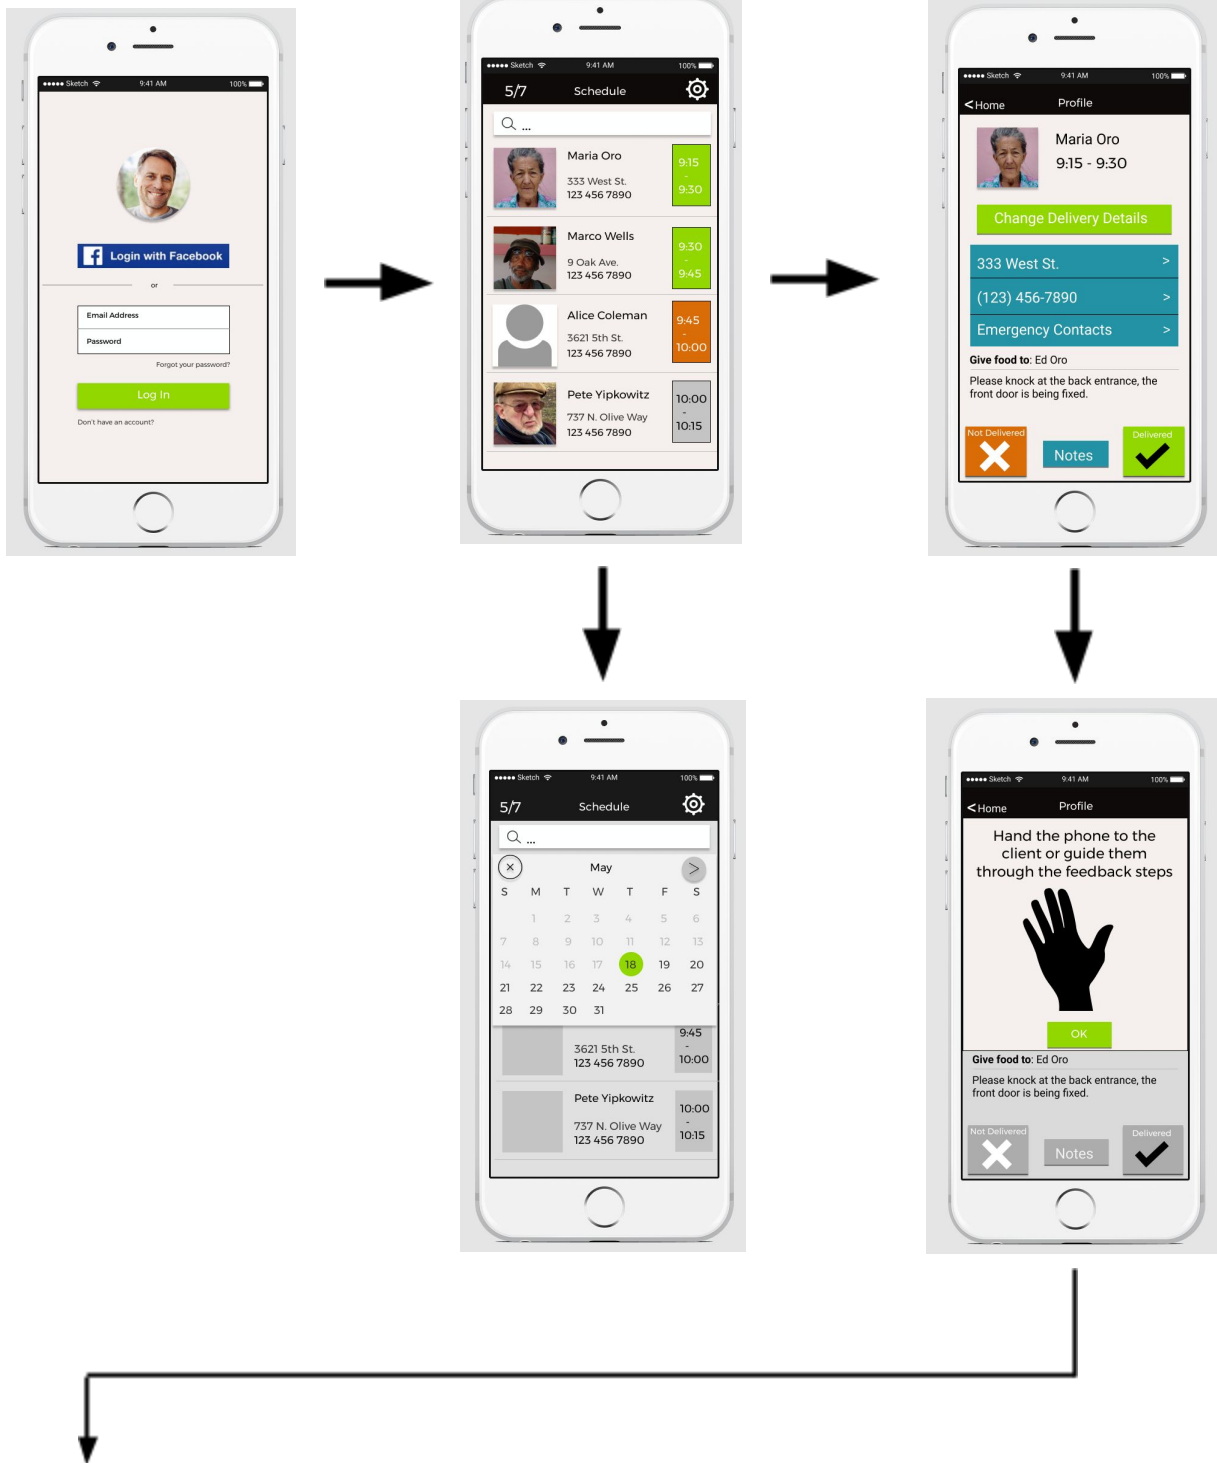 Sketch 9:41 AM 100%
Login with Facebook
or
Email Address
Password
Forgot your password?
Log In
Don't have an account?
Sketch 9:41 AM 100%
5/7 Schedule
...
Maria Oro
333 West St.
123 456 7890
9:15
-
9:30
Marco Wells
9 Oak Ave.
123 456 7890
9:30
-
9:45
Alice Coleman
3621 5th St.
123 456 7890
9:45
-
10:00
Pete Yipkowitz
737 N. Olive Way
123 456 7890
10:00
-
10:15
Sketch 9:41 AM 100%
<Home Profile
Maria Oro
9:15 - 9:30
Change Delivery Details
333 West St. >
(123) 456-7890 >
Emergency Contacts >
Give food to: Ed Oro
Please knock at the back entrance, the
front door is being fixed.
Not Delivered
Notes
Delivered
Sketch 9:41 AM 100%
5/7 Schedule
...
× May >
S M T W T F S
1 2 3 4 5 6
7 8 9 10 11 12 13
14 15 16 17 18 19 20
21 22 23 24 25 26 27
28 29 30 31
3621 5th St.
123 456 7890
9:45
-
10:00
Pete Yipkowitz
737 N. Olive Way
123 456 7890
10:00
-
10:15
Sketch 9:41 AM 100%
<Home Profile
Hand the phone to the
client or guide them
through the feedback steps
OK
Give food to: Ed Oro
Please knock at the back entrance, the
front door is being fixed.
Not Delivered
Notes
Delivered